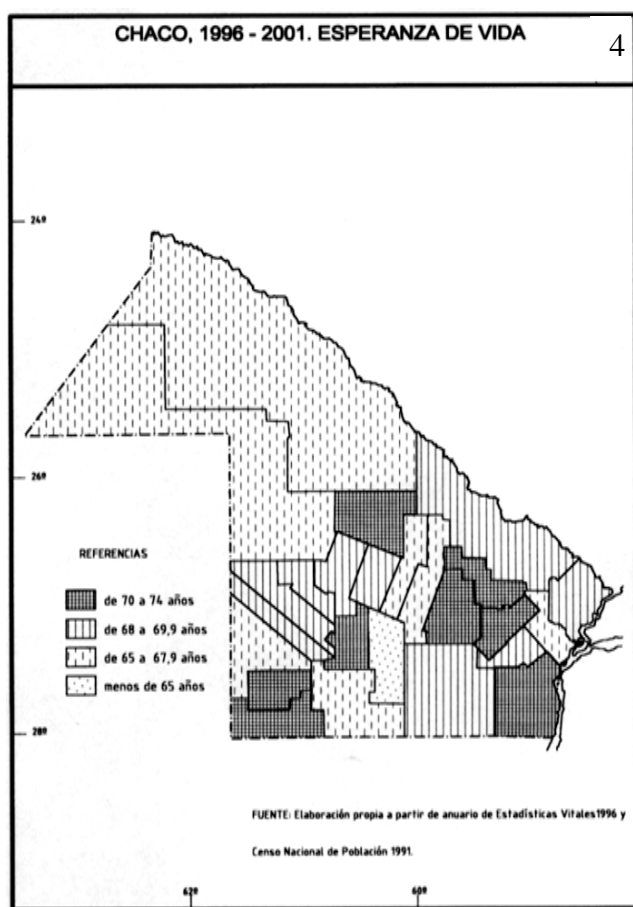 CHACO, 1996 - 2001. ESPERANZA DE VIDA
4
24º
26º
REFERENCIAS
de 70 a 74 años
de 68 a 69,9 años
de 65 a 67,9 años
menos de 65 años
28º
FUENTE: Elaboración propia a partir de anuario de Estadísticas Vitales1996 y
Censo Nacional de Población 1991.
62º
60º